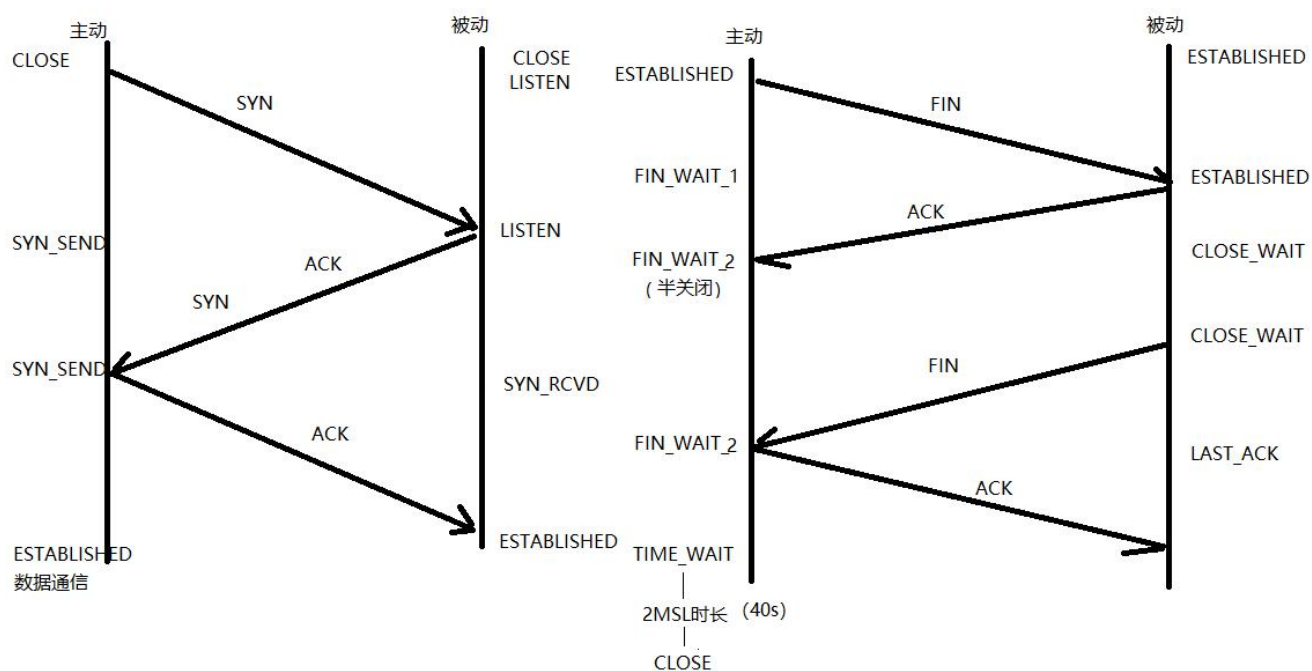 主动
被动
CLOSE
CLOSE
LISTEN
SYN
LISTEN
SYN_SEND
ACK
SYN
SYN_SEND
SYN_RCVD
ACK
ESTABLISHED
ESTABLISHED
数据通信
主动
被动
ESTABLISHED
ESTABLISHED
FIN
FIN_WAIT_1
ESTABLISHED
ACK
FIN_WAIT_2
(半关闭)
CLOSE_WAIT
CLOSE_WAIT
FIN
FIN_WAIT_2
LAST_ACK
ACK
TIME_WAIT
2MSL时长 (40s)
CLOSE